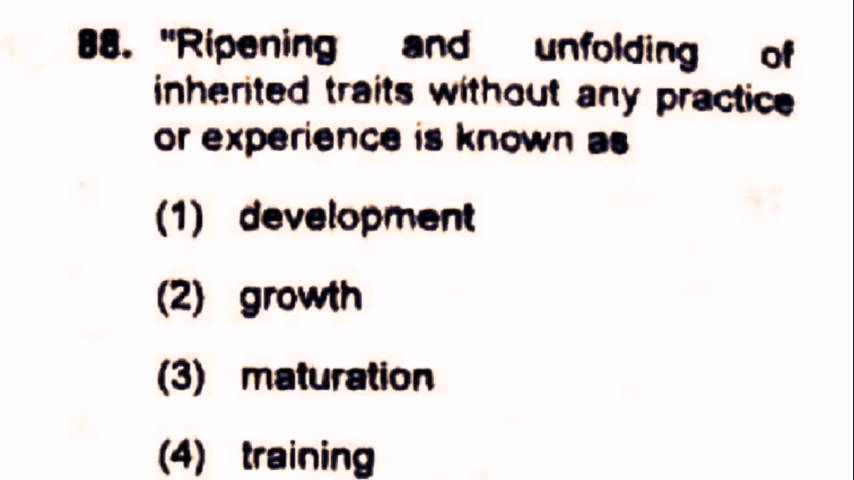 88. "Ripening and unfolding of
inherited traits without any practice
or experience is known as
(1) development
(2) growth
(3) maturation
(4) training